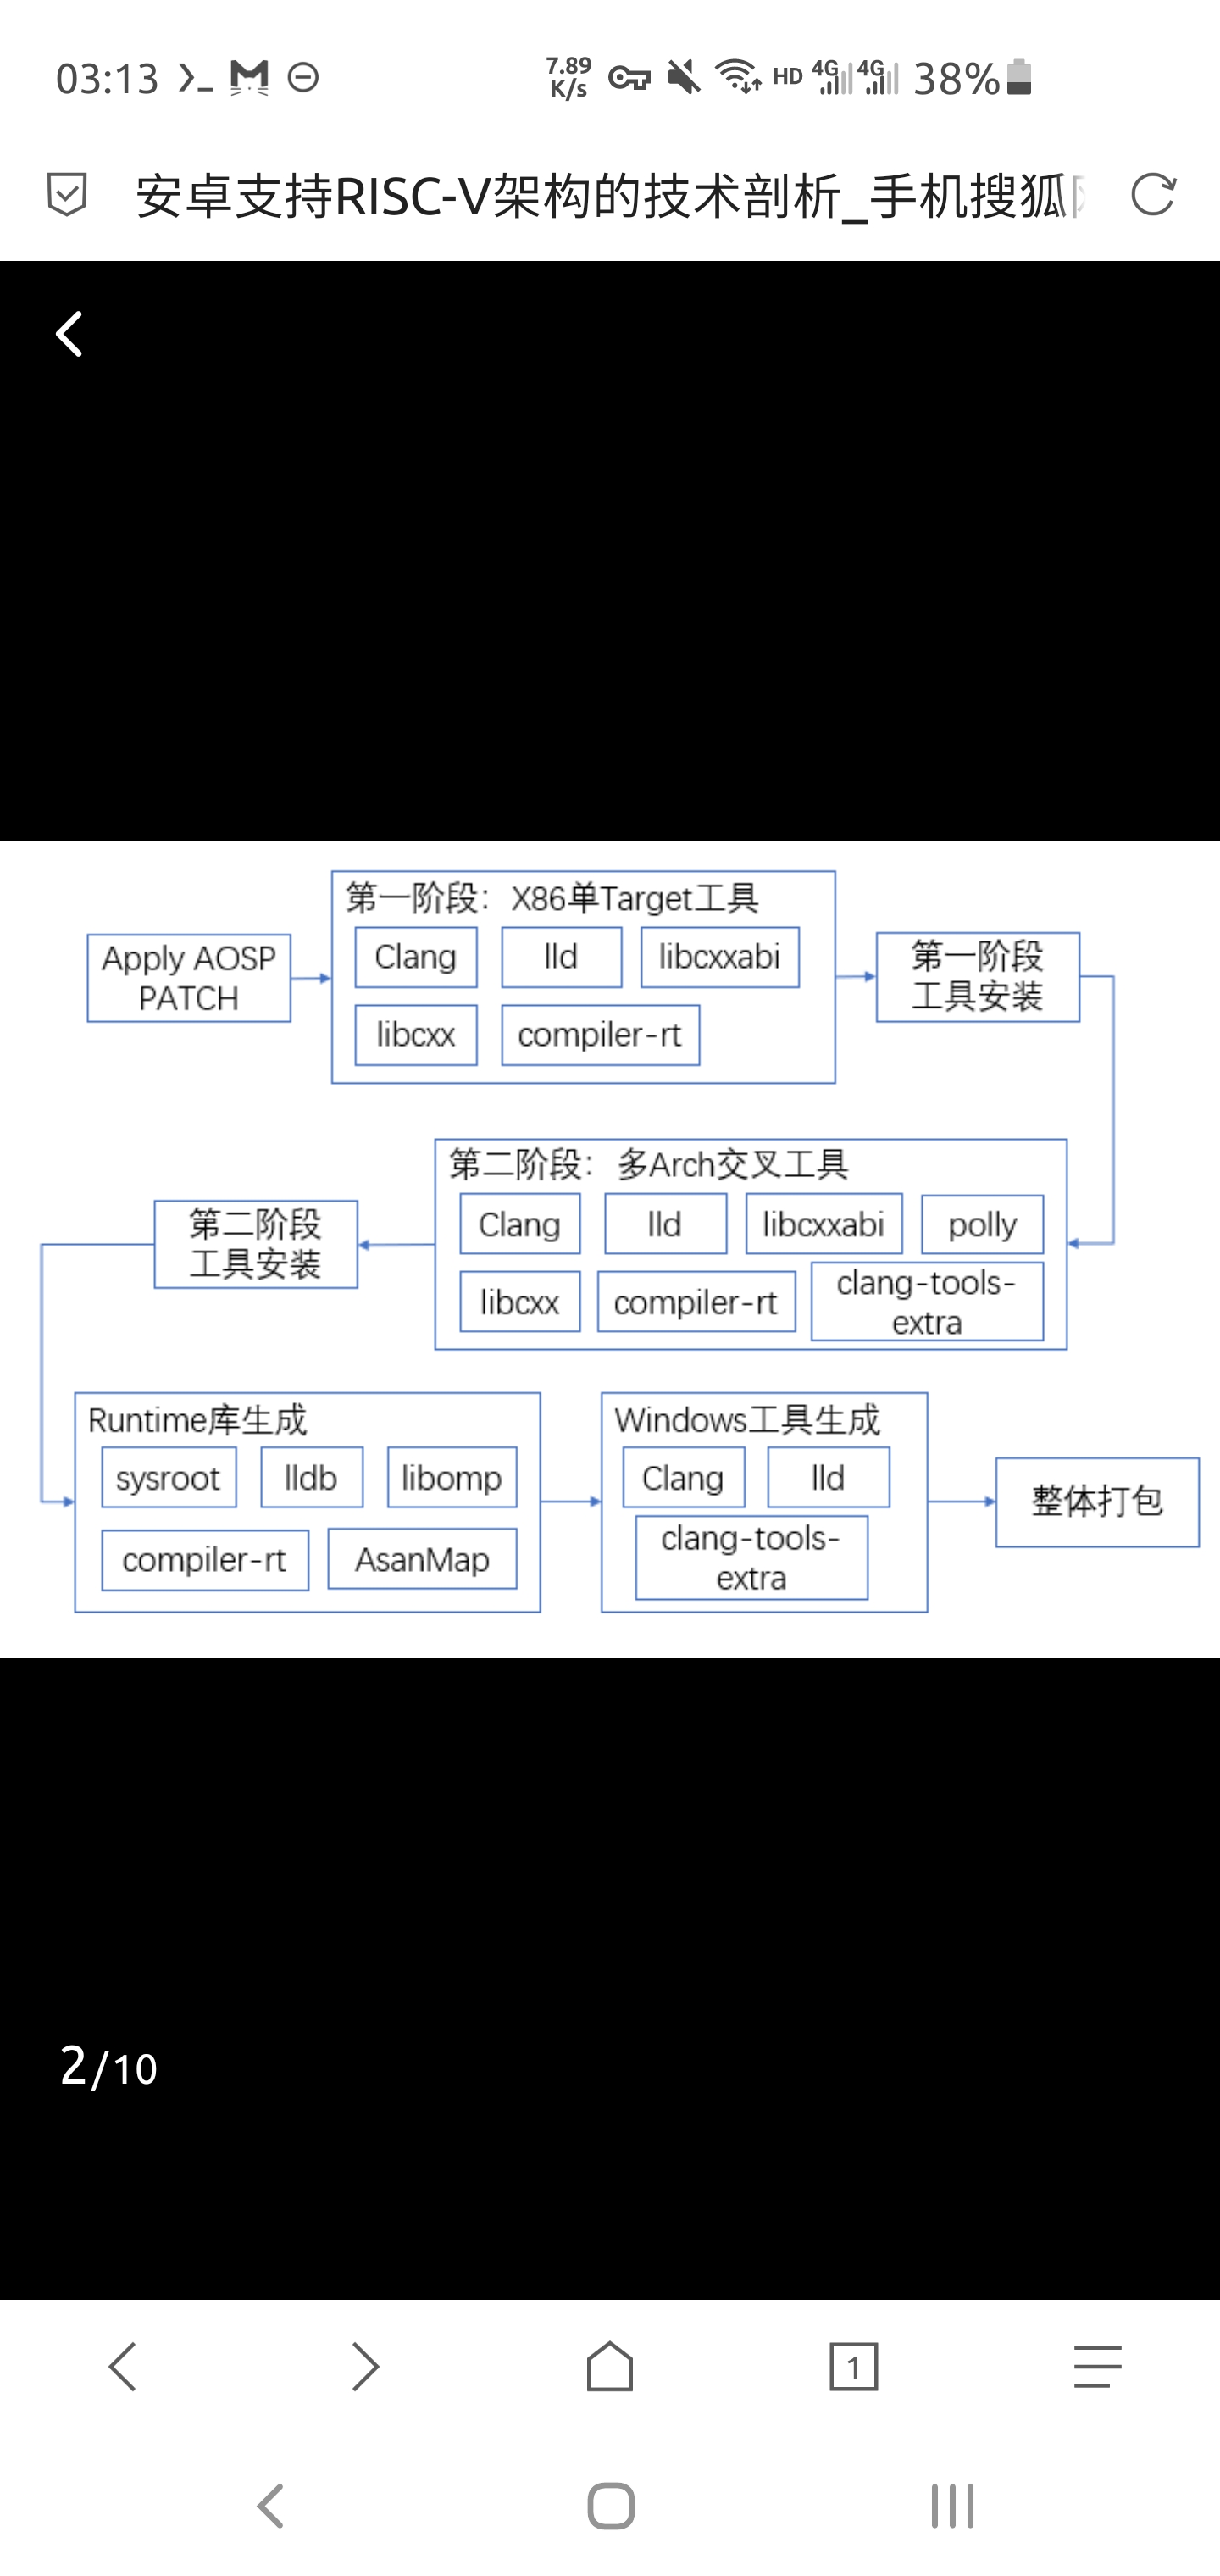 03:13
7.89
K/s
HD
4G
4G
38%
安卓支持RISC-V架构的技术剖析_手机搜狐
Apply AOSP
PATCH
第一阶段：X86单Target工具
Clang
lld
libcxxabi
libcxx
compiler-rt
第一阶段
工具安装
第二阶段：多Arch交叉工具
Clang
lld
libcxxabi
polly
libcxx
compiler-rt
clang-tools-
extra
第二阶段
工具安装
Runtime库生成
sysroot
lldb
libomp
compiler-rt
AsanMap
Windows工具生成
Clang
lld
clang-tools-
extra
整体打包
2/10
1